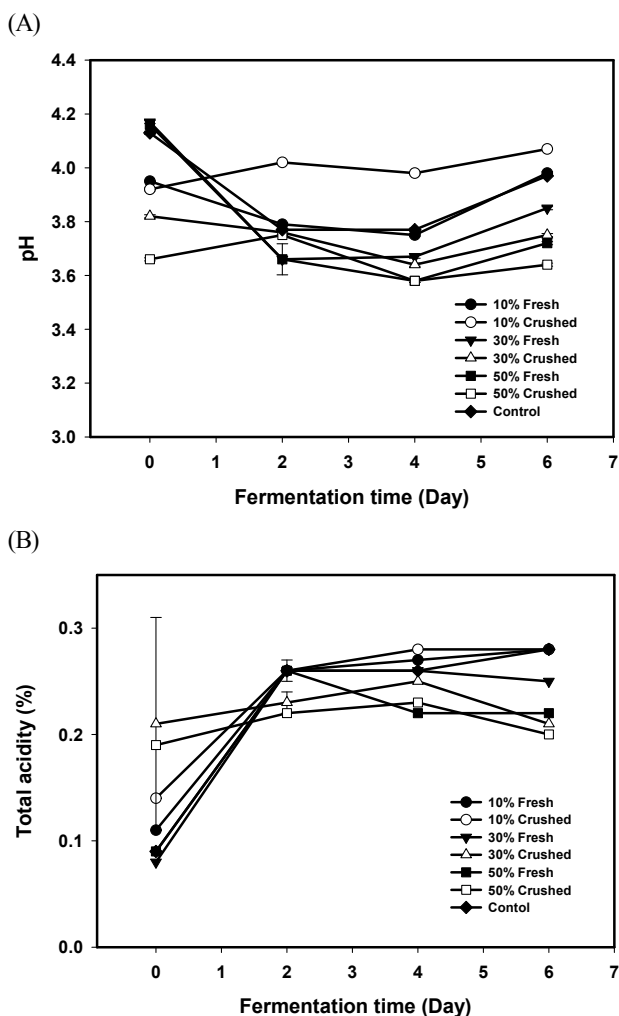 (A)
4.4
4.2
4.0
3.8
3.6
3.4
3.2
3.0
pH
10% Fresh
10% Crushed
30% Fresh
30% Crushed
50% Fresh
50% Crushed
Control
0 1 2 3 4 5 6 7
Fermentation time (Day)
(B)
0.3
0.2
0.1
0.0
Total acidity (%)
10% Fresh
10% Crushed
30% Fresh
30% Crushed
50% Fresh
50% Crushed
Contol
0 1 2 3 4 5 6 7
Fermentation time (Day)